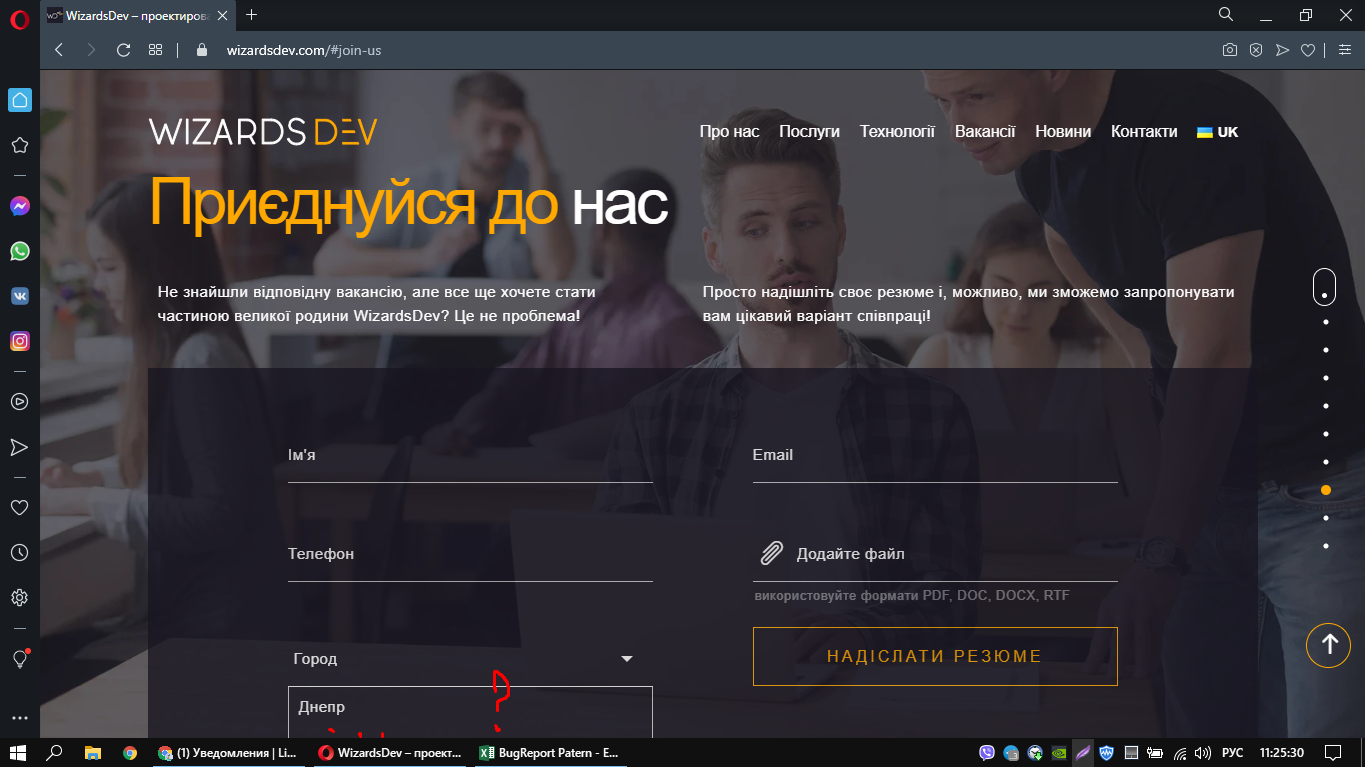 WizardsDev – проектирова
wizardsdev.com/#join-us
WIZARDS DEV
Про нас Послуги Технології Вакансії Новини Контакти UK
Приєднуйся до нас
Не знайшли відповідну вакансію, але все ще хочете стати
частиною великої родини WizardsDev? Це не проблема!
Просто надішліть своє резюме і, можливо, ми зможемо запропонувати
вам цікавий варіант співпраці!
Ім'я
Email
Телефон
Додайте файл
використовуйте формати PDF, DOC, DOCX, RTF
Город
НАДІСЛАТИ РЕЗЮМЕ
Днепр
?
(1) Уведомления | Li... WizardsDev – проект... BugReport Patern - E... РУС 11:25:30